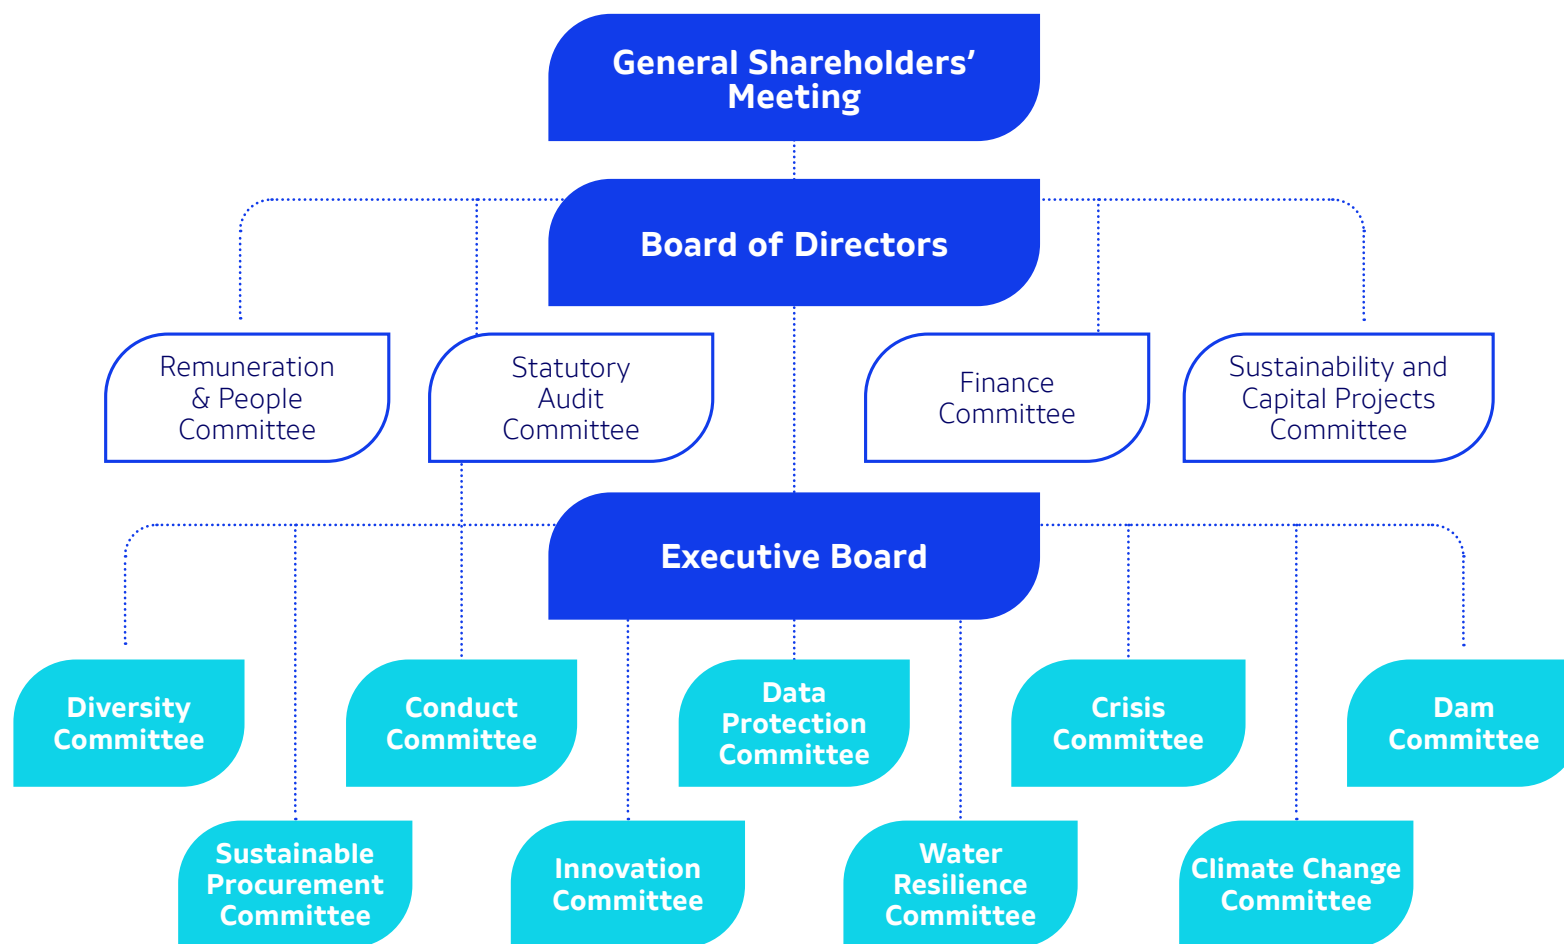 General Shareholders’
Meeting
Board of Directors
Remuneration
& People
Committee
Statutory
Audit
Committee
Finance
Committee
Sustainability and
Capital Projects
Committee
Executive Board
Diversity
Committee
Conduct
Committee
Data
Protection
Committee
Crisis
Committee
Dam
Committee
Sustainable
Procurement
Committee
Innovation
Committee
Water
Resilience
Committee
Climate Change
Committee